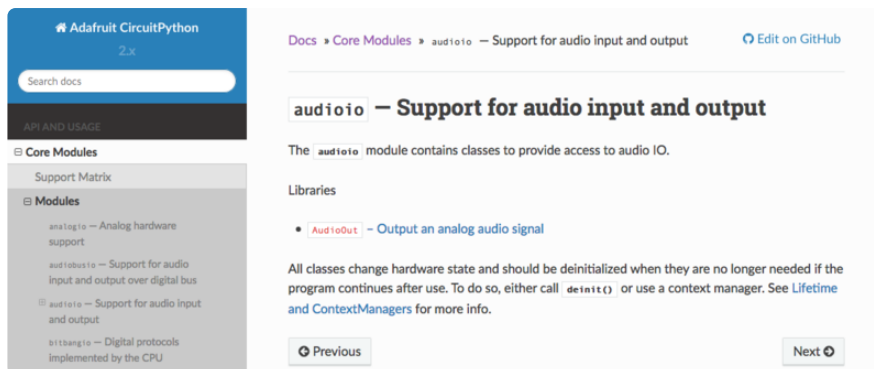 Adafruit CircuitPython
2.x
Search docs
API AND USAGE
Core Modules
Support Matrix
Modules
analogio — Analog hardware
support
audiobusio — Support for audio
input and output over digital bus
audioio — Support for audio input
and output
bitbangio — Digital protocols
implemented by the CPU
Docs » Core Modules » audioio — Support for audio input and output
Edit on GitHub
audioio — Support for audio input and output
The audioio module contains classes to provide access to audio IO.
Libraries
• AudioOut – Output an analog audio signal
All classes change hardware state and should be deinitialized when they are no longer needed if the
program continues after use. To do so, either call deinit() or use a context manager. See Lifetime
and ContextManagers for more info.
Previous
Next